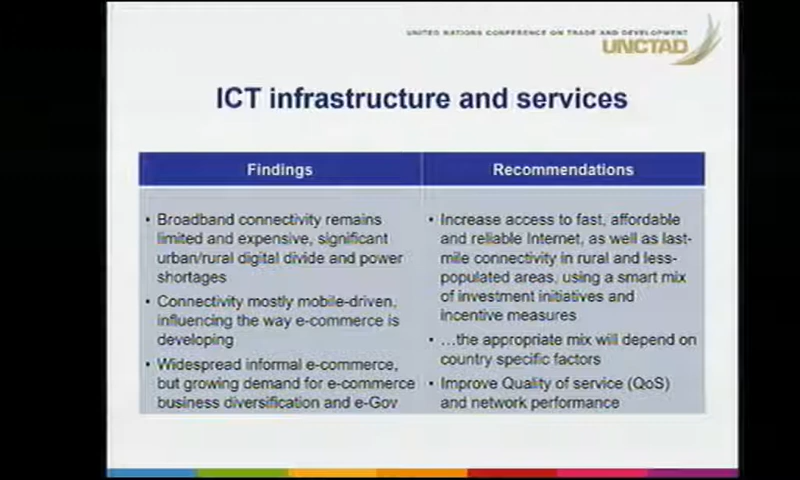 UNITED NATIONS CONFERENCE ON TRADE AND DEVELOPMENT
UNCTAD
ICT infrastructure and services
Findings
Recommendations
• Broadband connectivity remains
limited and expensive, significant
urban/rural digital divide and power
shortages
• Connectivity mostly mobile-driven,
influencing the way e-commerce is
developing
• Widespread informal e-commerce,
but growing demand for e-commerce
business diversification and e-Gov
• Increase access to fast, affordable
and reliable Internet, as well as last-
mile connectivity in rural and less-
populated areas, using a smart mix
of investment initiatives and
incentive measures
• …the appropriate mix will depend on
country specific factors
• Improve Quality of service (QoS)
and network performance